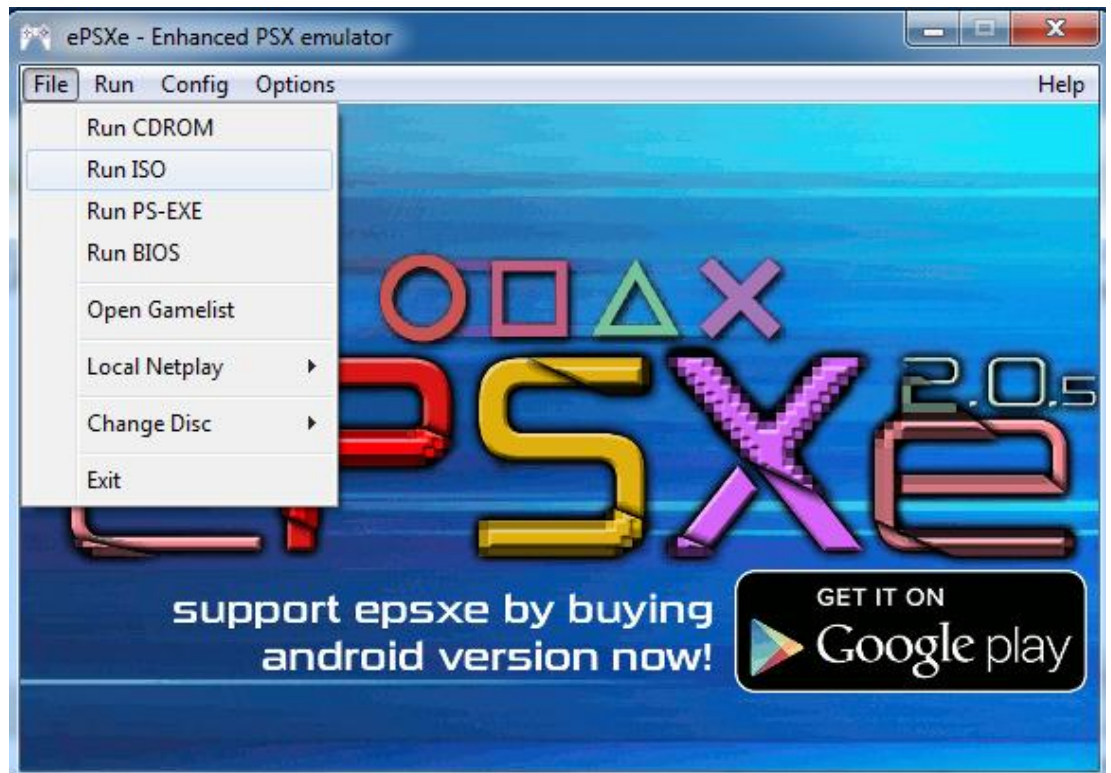 ePSXe - Enhanced PSX emulator
File Run Config Options Help
Run CDROM
Run ISO
Run PS-EXE
Run BIOS
Open Gamelist
Local Netplay
Change Disc
Exit
ePSXe 2.0.5
support epsxe by buying
android version now!
GET IT ON
Google play